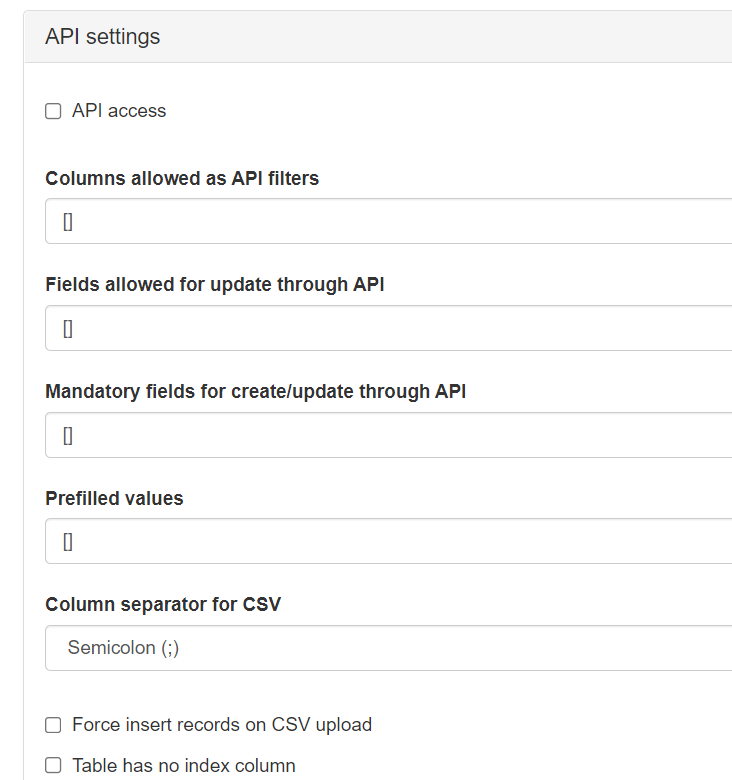 API settings
API access
Columns allowed as API filters
[]
Fields allowed for update through API
[]
Mandatory fields for create/update through API
[]
Prefilled values
[]
Column separator for CSV
Semicolon (;)
Force insert records on CSV upload
Table has no index column